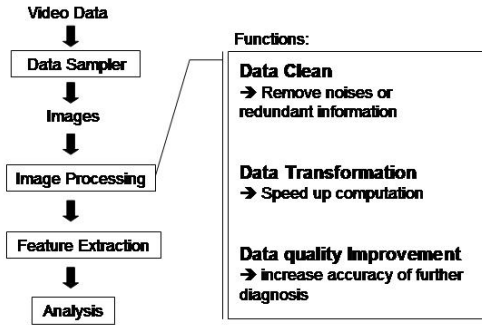 Video Data
Data Sampler
Images
Image Processing
Feature Extraction
Analysis
Functions:
Data Clean
➔ Remove noises or
redundant information
Data Transformation
➔ Speed up computation
Data quality Improvement
➔ increase accuracy of further
diagnosis